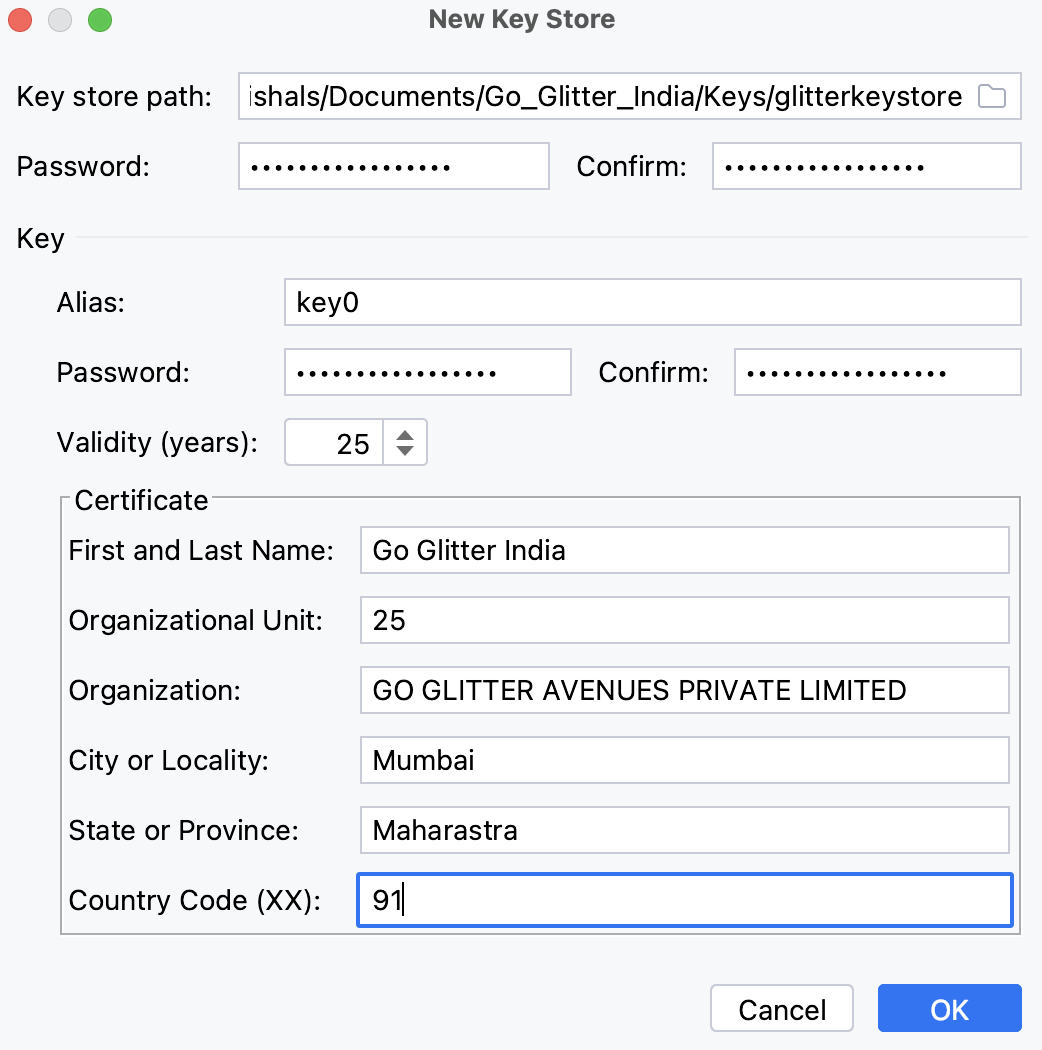 New Key Store
Key store path: ishals/Documents/Go_Glitter_India/Keys/glitterkeystore
Password: ••••••••••••••••• Confirm: •••••••••••••••••
Key
Alias: key0
Password: ••••••••••••••••• Confirm: •••••••••••••••••
Validity (years): 25
Certificate
First and Last Name: Go Glitter India
Organizational Unit: 25
Organization: GO GLITTER AVENUES PRIVATE LIMITED
City or Locality: Mumbai
State or Province: Maharastra
Country Code (XX): 91
Cancel OK